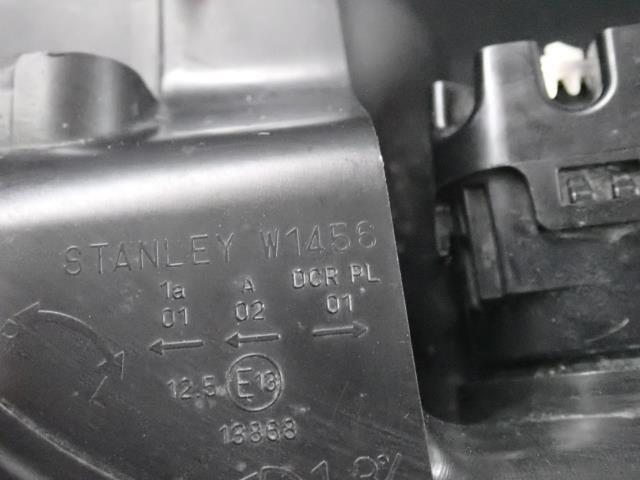 STANLEY W1456
1a A DCR PL
01 02 01
← ← →
12.5 E13
13868